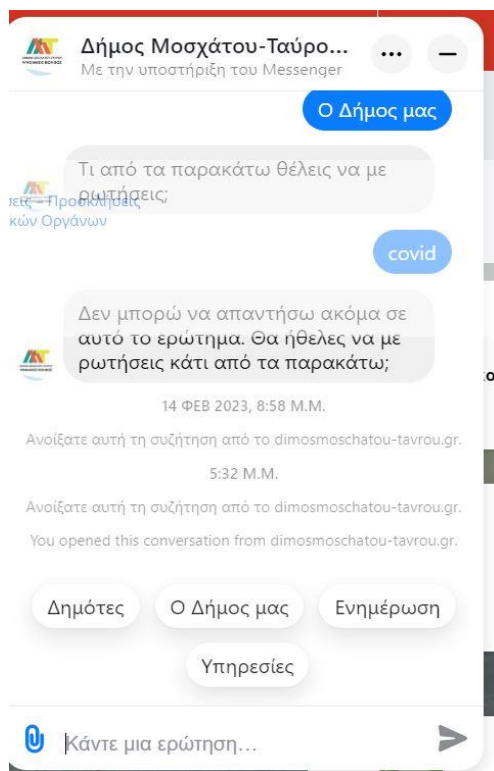 Δήμος Μοσχάτου-Ταύρο...
Με την υποστήριξη του Messenger
Ο Δήμος μας
Τι από τα παρακάτω θέλεις να με
ρωτήσεις;
σεις – Προσκλήσεις
κών Οργάνων
covid
Δεν μπορώ να απαντήσω ακόμα σε
αυτό το ερώτημα. Θα ήθελες να με
ρωτήσεις κάτι από τα παρακάτω;
14 ΦΕΒ 2023, 8:58 Μ.Μ.
Ανοίξατε αυτή τη συζήτηση από το dimosmoschatou-tavrou.gr.
5:32 Μ.Μ.
Ανοίξατε αυτή τη συζήτηση από το dimosmoschatou-tavrou.gr.
You opened this conversation from dimosmoschatou-tavrou.gr.
Δημότες
Ο Δήμος μας
Ενημέρωση
Υπηρεσίες
Κάντε μια ερώτηση…